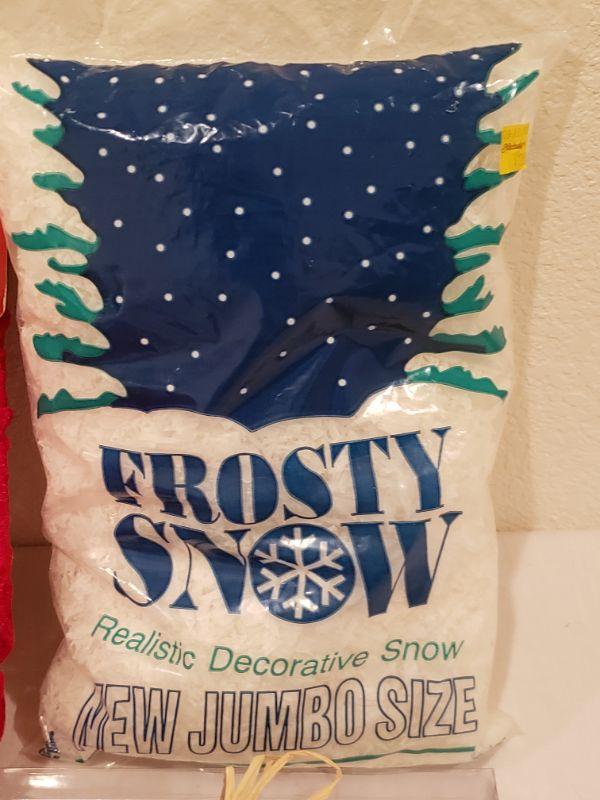 FROSTY
SNOW
Realistic Decorative Snow
NEW JUMBO SIZE